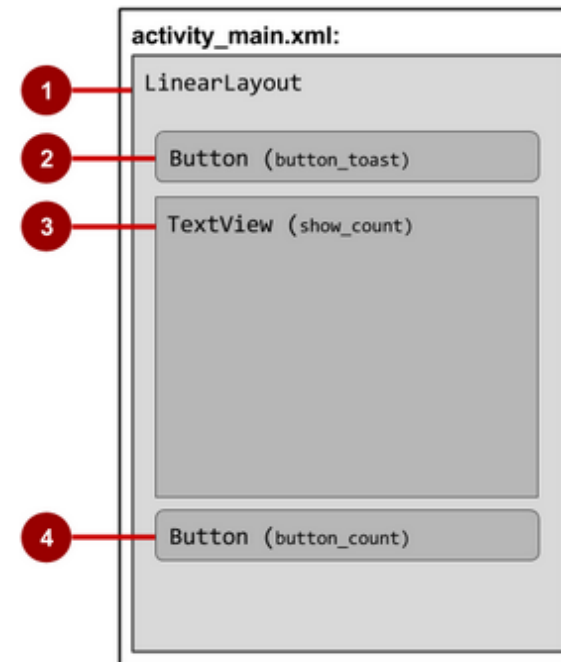 activity_main.xml:
1 LinearLayout
2 Button (button_toast)
3 TextView (show_count)
4 Button (button_count)